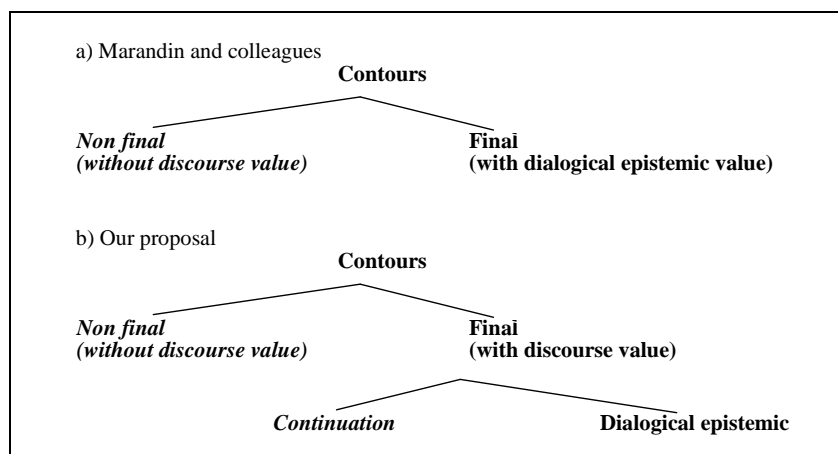 a) Marandin and colleagues
Contours
Non final Final
(without discourse value) (with dialogical epistemic value)
b) Our proposal
Contours
Non final Final
(without discourse value) (with discourse value)
Continuation Dialogical epistemic